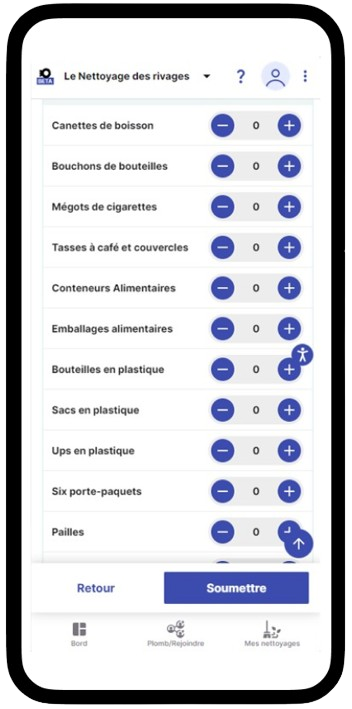 BETA
Le Nettoyage des rivages
?
Canettes de boisson − 0 +
Bouchons de bouteilles − 0 +
Mégots de cigarettes − 0 +
Tasses à café et couvercles − 0 +
Conteneurs Alimentaires − 0 +
Emballages alimentaires − 0 +
Bouteilles en plastique − 0 +
Sacs en plastique − 0 +
Ups en plastique − 0 +
Six porte-paquets − 0 +
Pailles − 0
Retour
Soumettre
Bord
Plomb/Rejoindre
Mes nettoyages